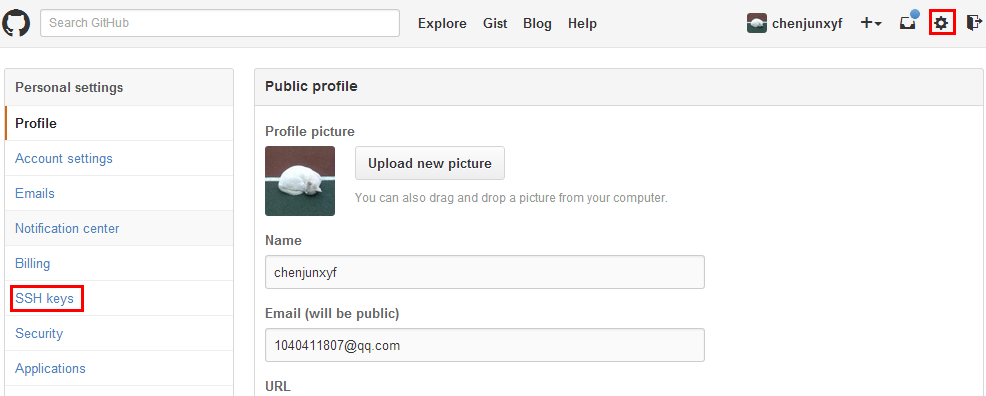 Search GitHub Explore Gist Blog Help chenjunxyf
Personal settings
Profile
Account settings
Emails
Notification center
Billing
SSH keys
Security
Applications
Public profile
Profile picture
Upload new picture
You can also drag and drop a picture from your computer.
Name
chenjunxyf
Email (will be public)
1040411807@qq.com
URL